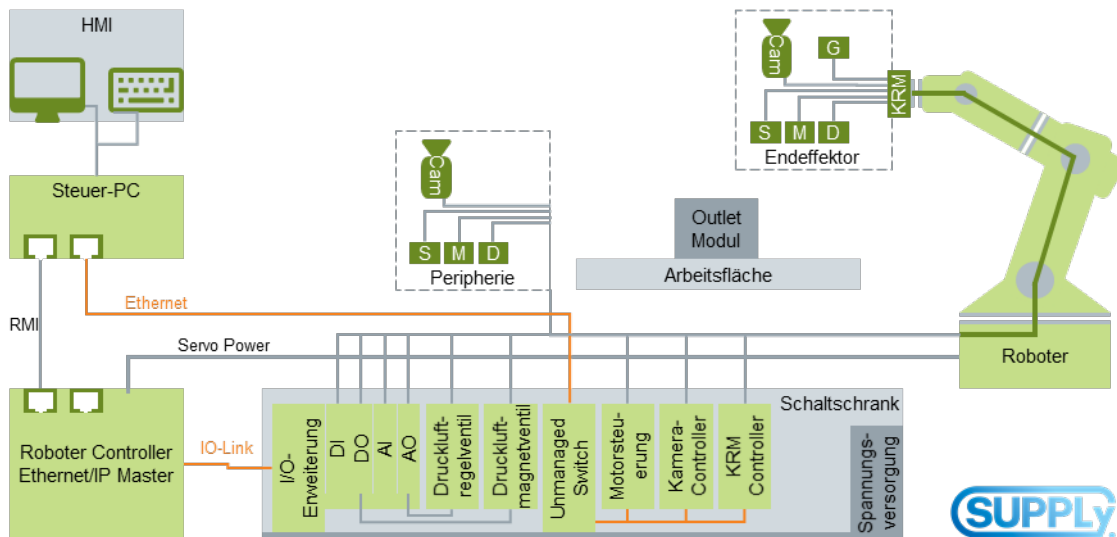 HMI
Steuer-PC
RMI
Ethernet
Servo Power
Roboter Controller
Ethernet/IP Master
IO-Link
Cam
S M D
Peripherie
Cam
G
KRM
S M D
Endeffektor
Outlet
Modul
Arbeitsfläche
Roboter
Schaltschrank
I/O-
Erweiterung
DI
DO
AI
AO
Druckluft-
regelventil
Druckluft-
magnetventil
Unmanaged
Switch
Motorsteu-
erung
Kamera-
Controller
KRM
Controller
Spannungs-
versorgung
SUPPLy